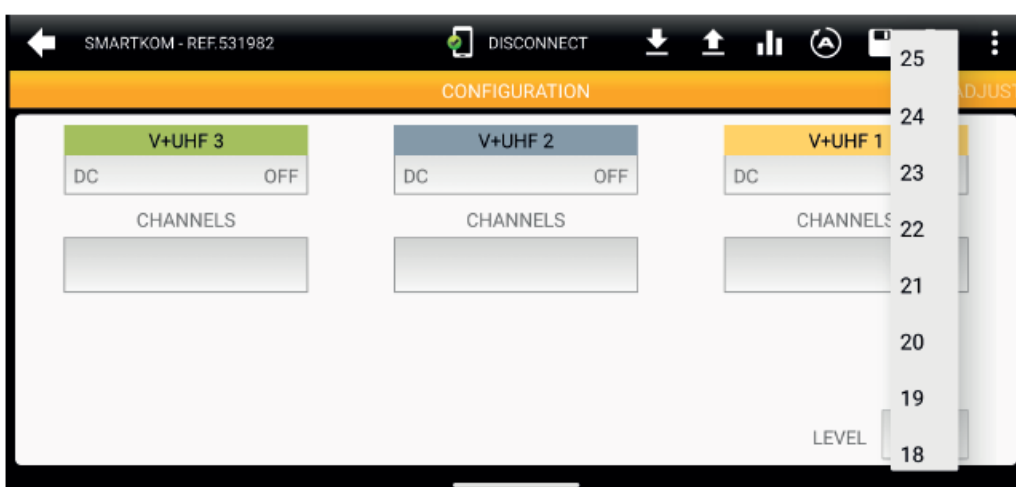 SMARTKOM - REF.531982 DISCONNECT
CONFIGURATION ADJUS
V+UHF 3 V+UHF 2 V+UHF 1
DC OFF DC OFF DC
CHANNELS CHANNELS CHANNELS
LEVEL
25
24
23
22
21
20
19
18